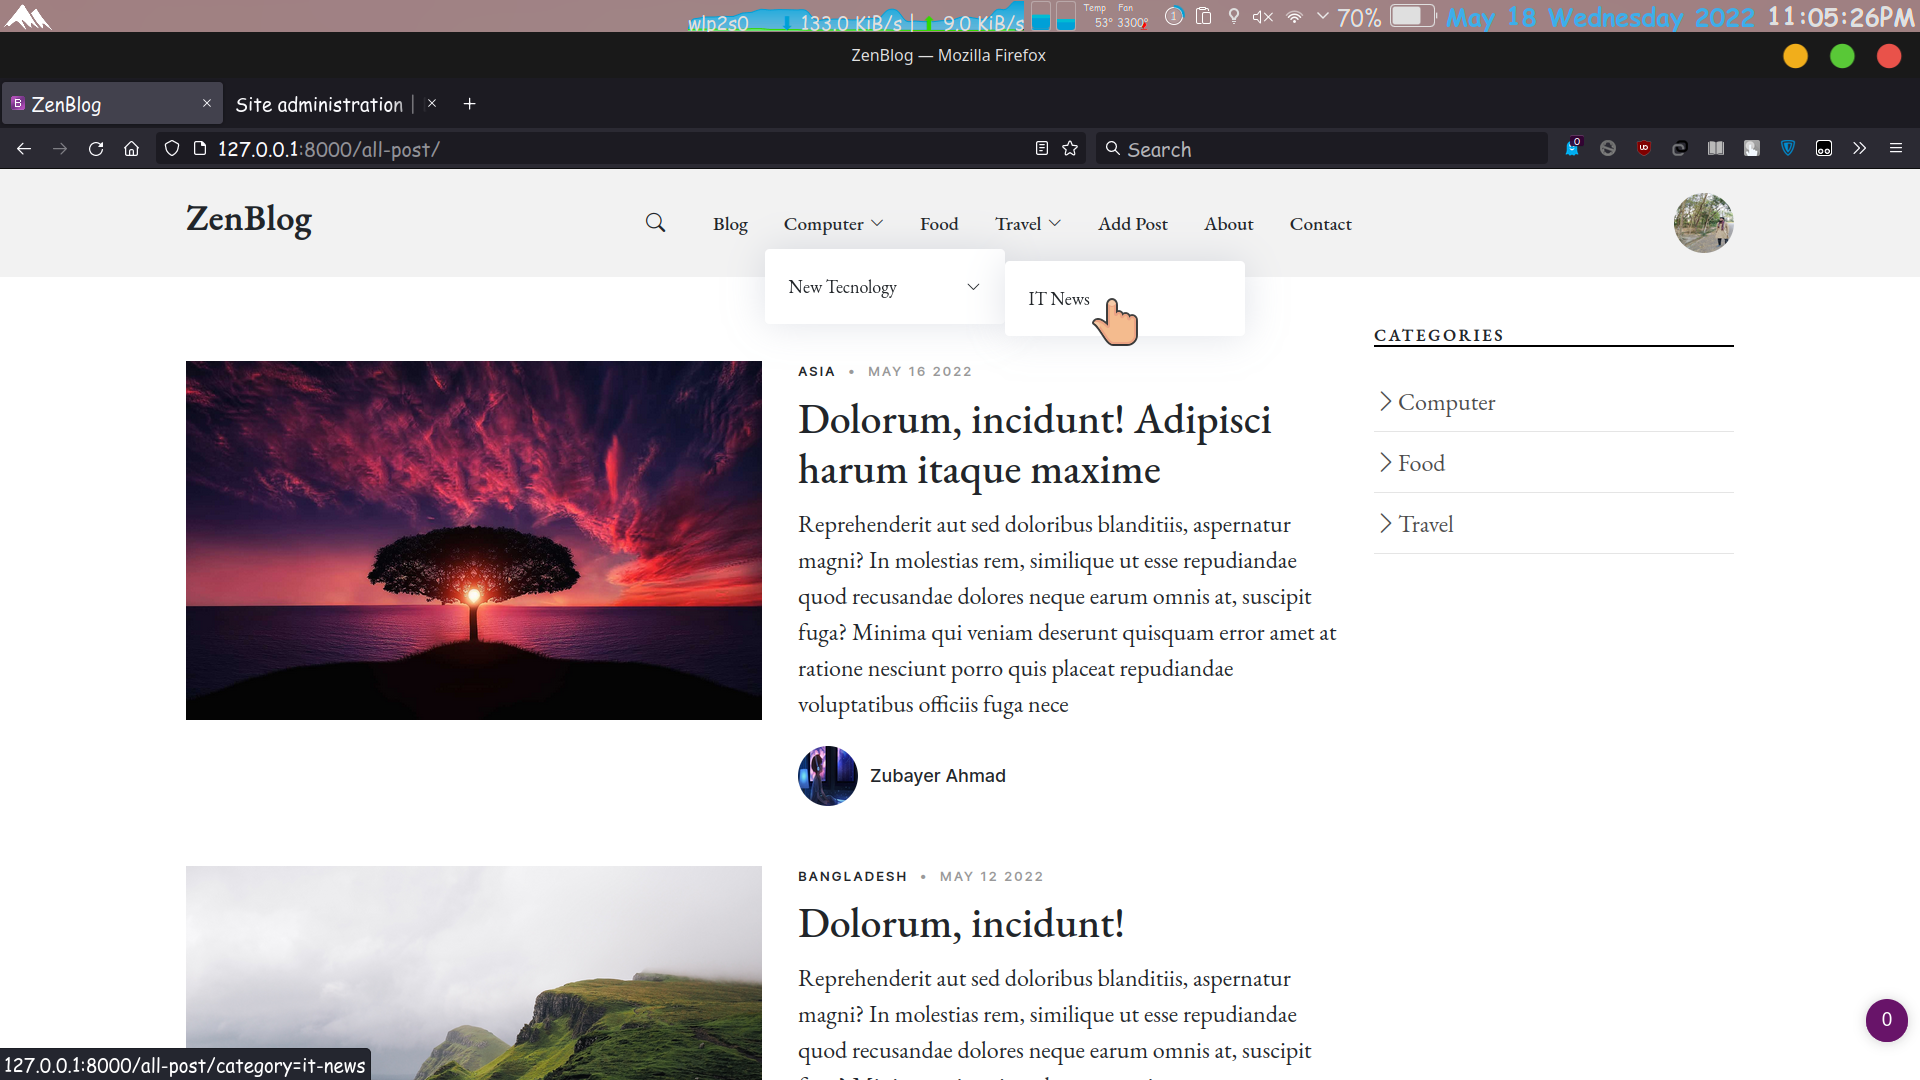 wlp2s0 133.0 KiB/s | 9.0 KiB/s Temp 53° Fan 3300° 1 70% May 18 Wednesday 2022 11:05:26PM
ZenBlog — Mozilla Firefox
ZenBlog × Site administration | × +
127.0.0.1:8000/all-post/ Search 0
ZenBlog Blog Computer Food Travel Add Post About Contact
New Tecnology
IT News
CATEGORIES
Computer
Food
Travel
ASIA • MAY 16 2022
Dolorum, incidunt! Adipisci
harum itaque maxime
Reprehenderit aut sed doloribus blanditiis, aspernatur
magni? In molestias rem, similique ut esse repudiandae
quod recusandae dolores neque earum omnis at, suscipit
fuga? Minima qui veniam deserunt quisquam error amet at
ratione nesciunt porro quis placeat repudiandae
voluptatibus officiis fuga nece
Zubayer Ahmad
BANGLADESH • MAY 12 2022
Dolorum, incidunt!
Reprehenderit aut sed doloribus blanditiis, aspernatur
magni? In molestias rem, similique ut esse repudiandae
quod recusandae dolores neque earum omnis at, suscipit
0
127.0.0.1:8000/all-post/category=it-news